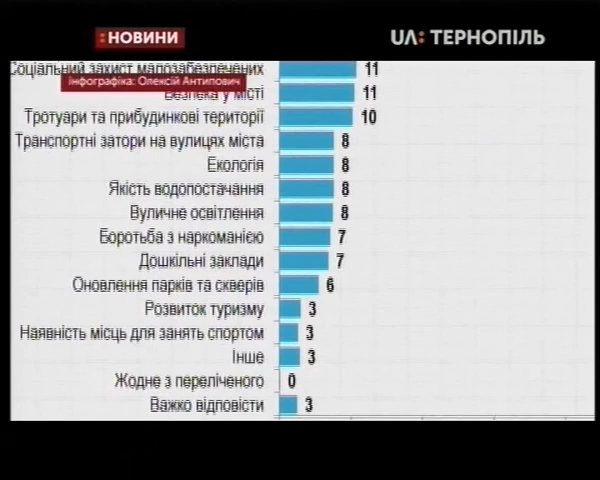 :НОВИНИ
UA: ТЕРНОПІЛЬ
Соціальний захист малозабезпечених 11
інфографіка: Олексій Антипович
Безпека у місті 11
Тротуари та прибудинкові території 10
Транспортні затори на вулицях міста 8
Екологія 8
Якість водопостачання 8
Вуличне освітлення 8
Боротьба з наркоманією 7
Дошкільні заклади 7
Оновлення парків та скверів 6
Розвиток туризму 3
Наявність місць для занять спортом 3
Інше 3
Жодне з переліченого 0
Важко відповісти 3